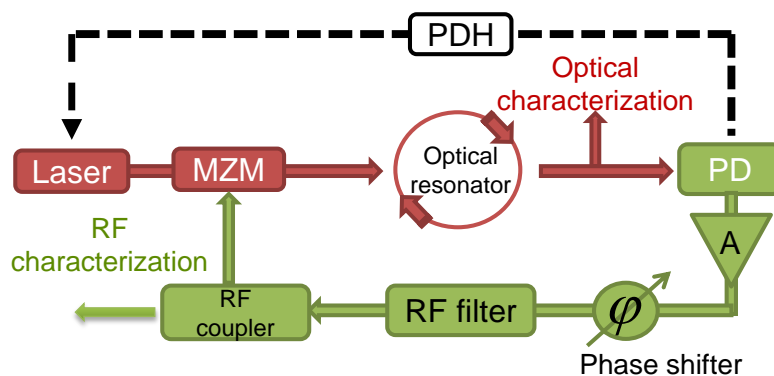 PDH
Optical
characterization
Laser
MZM
Optical
resonator
PD
RF
characterization
A
RF
coupler
RF filter
φ
Phase shifter